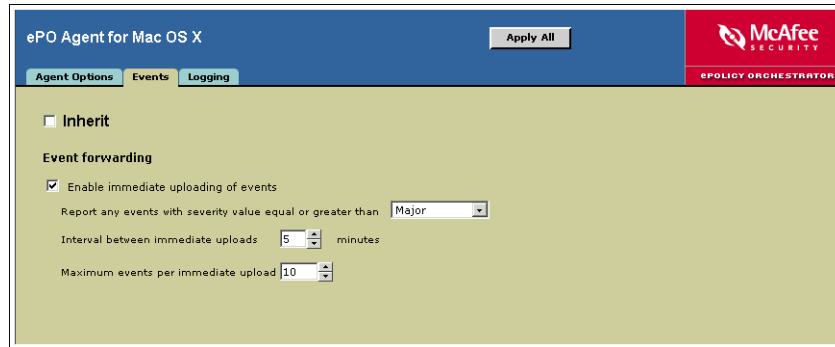 ePO Agent for Mac OS X
Apply All
McAfee
SECURITY
Agent Options Events Logging
ePOLICY ORCHESTRATOR
Inherit
Event forwarding
Enable immediate uploading of events
Report any events with severity value equal or greater than Major
Interval between immediate uploads 5 minutes
Maximum events per immediate upload 10